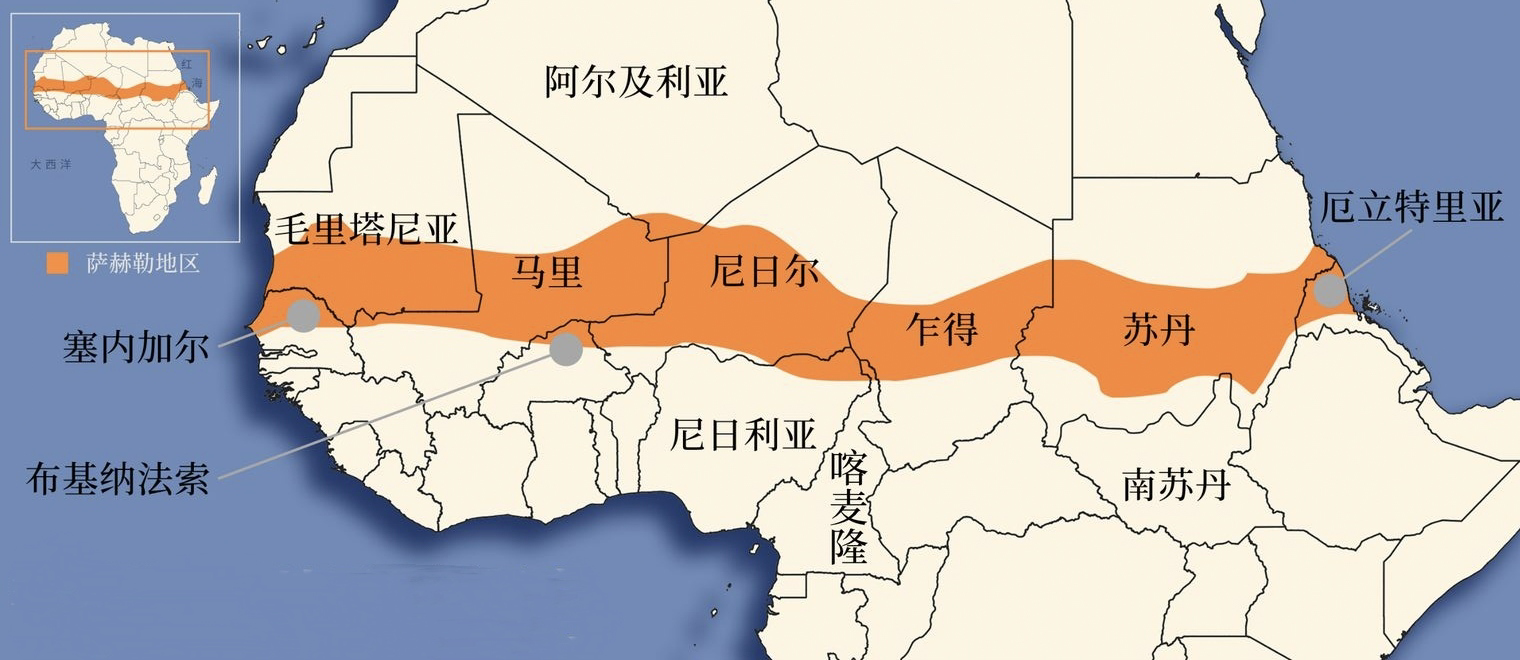 红
海
大西洋
萨赫勒地区
阿尔及利亚
厄立特里亚
毛里塔尼亚
马里
尼日尔
乍得
苏丹
塞内加尔
布基纳法索
尼日利亚
喀麦隆
南苏丹